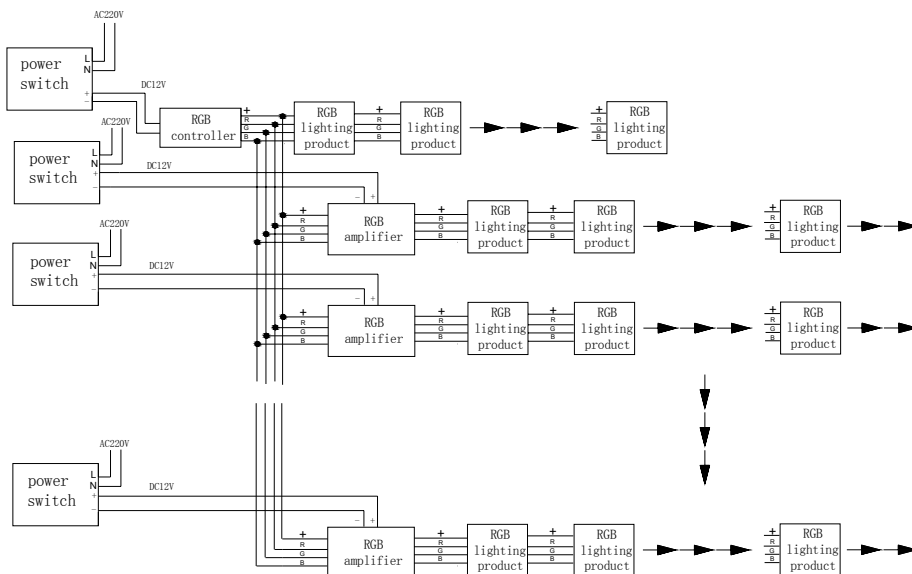 AC220V
power
switch
L
N
+
−
DC12V
RGB
controller
+
R
G
B
RGB
lighting
product
+
R
G
B
RGB
lighting
product
+
R
G
B
RGB
lighting
product
AC220V
power
switch
L
N
+
−
DC12V
− +
+
R
G
B
RGB
amplifier
+
R
G
B
RGB
lighting
product
+
R
G
B
RGB
lighting
product
+
R
G
B
RGB
lighting
product
AC220V
power
switch
L
N
+
−
DC12V
− +
+
R
G
B
RGB
amplifier
+
R
G
B
RGB
lighting
product
+
R
G
B
RGB
lighting
product
+
R
G
B
RGB
lighting
product
AC220V
power
switch
L
N
+
−
DC12V
− +
+
R
G
B
RGB
amplifier
+
R
G
B
RGB
lighting
product
+
R
G
B
RGB
lighting
product
+
R
G
B
RGB
lighting
product